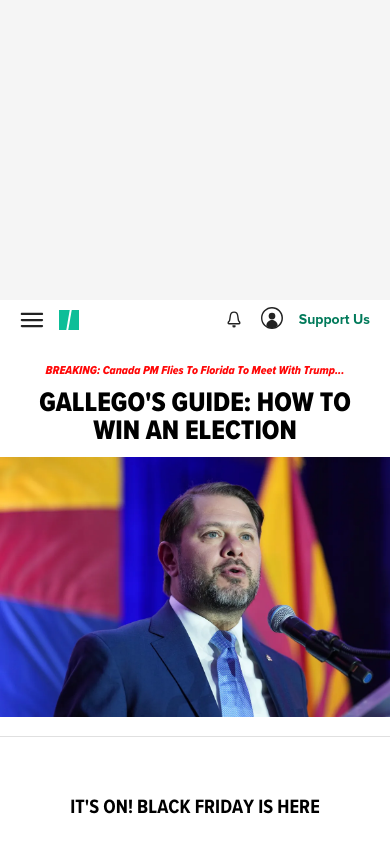 Support Us
BREAKING: Canada PM Flies To Florida To Meet With Trump...
GALLEGO'S GUIDE: HOW TO
WIN AN ELECTION
IT'S ON! BLACK FRIDAY IS HERE